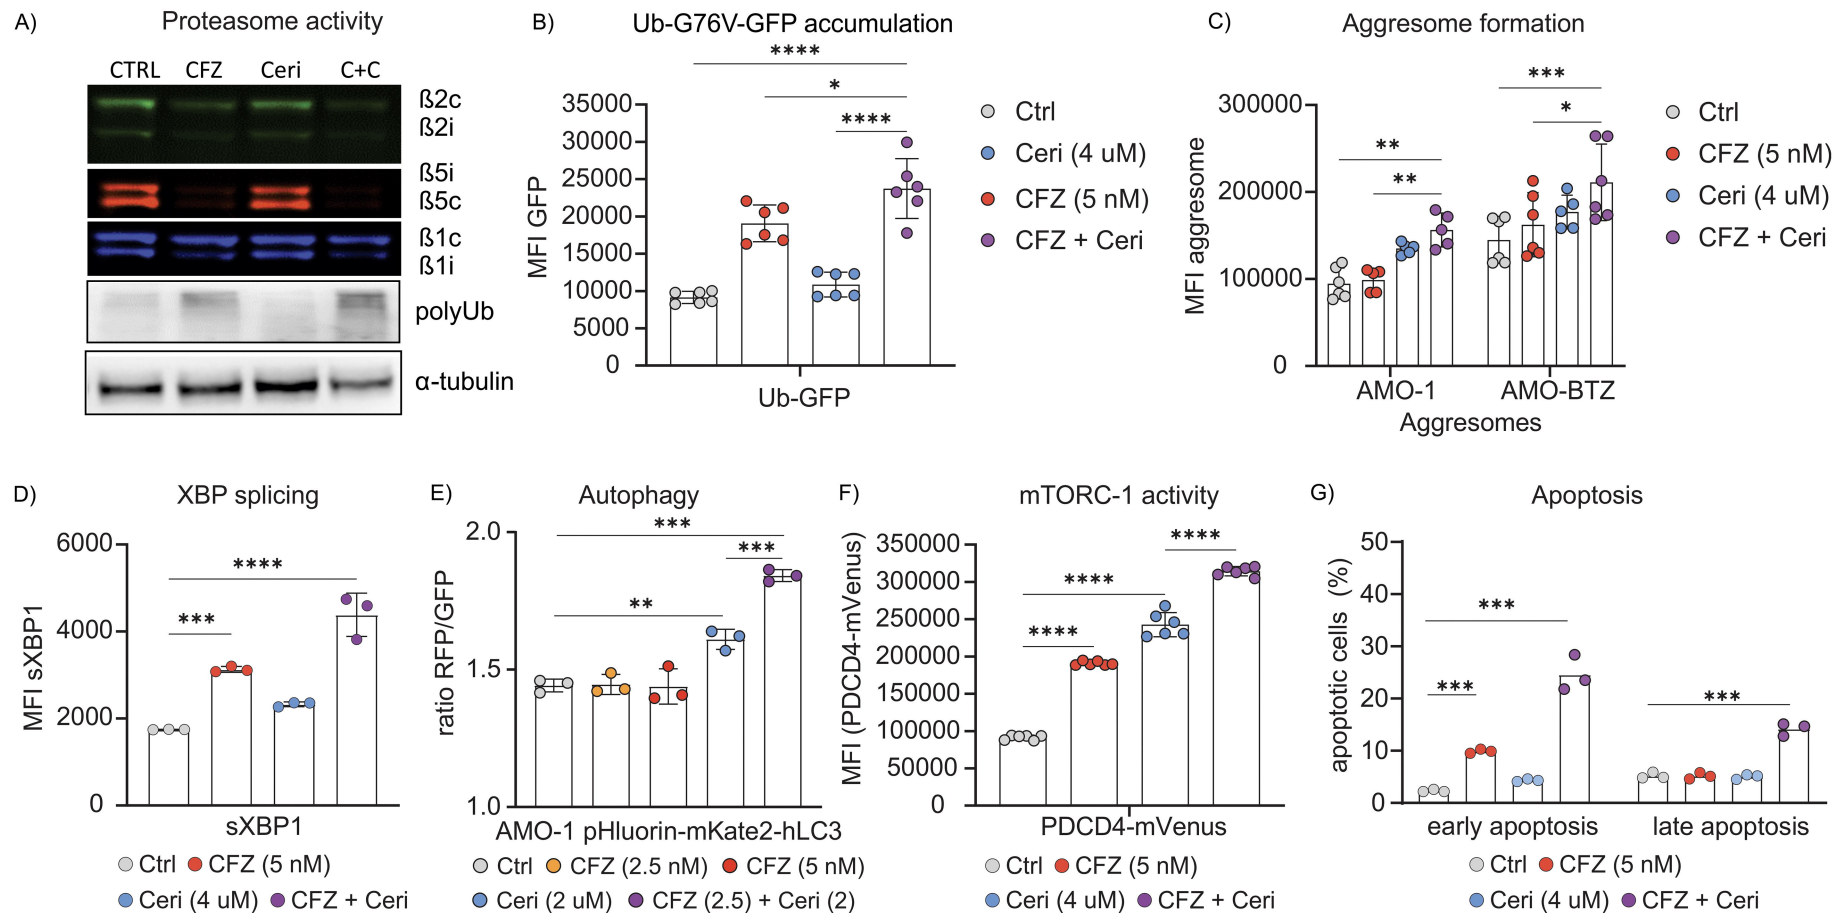 A) Proteasome activity
CTRL CFZ Ceri C+C
ß2c
ß2i
ß5i
ß5c
ß1c
ß1i
polyUb
α-tubulin
B) Ub-G76V-GFP accumulation
****
*
****
MFI GFP
35000
30000
25000
20000
15000
10000
5000
0
Ub-GFP
Ctrl
Ceri (4 uM)
CFZ (5 nM)
CFZ + Ceri
C) Aggresome formation
***
*
**
**
MFI aggresome
300000
200000
100000
0
AMO-1 AMO-BTZ
Aggresomes
Ctrl
CFZ (5 nM)
Ceri (4 uM)
CFZ + Ceri
D) XBP splicing
****
***
MFI sXBP1
6000
4000
2000
0
sXBP1
Ctrl CFZ (5 nM)
Ceri (4 uM) CFZ + Ceri
E) Autophagy
***
***
**
ratio RFP/GFP
2.0
1.5
1.0
AMO-1 pHluorin-mKate2-hLC3
Ctrl CFZ (2.5 nM) CFZ (5 nM)
Ceri (2 uM) CFZ (2.5) + Ceri (2)
F) mTORC-1 activity
****
****
****
MFI (PDCD4-mVenus)
350000
300000
250000
200000
150000
100000
50000
0
PDCD4-mVenus
Ctrl CFZ (5 nM)
Ceri (4 uM) CFZ + Ceri
G) Apoptosis
***
***
***
apoptotic cells (%)
50
40
30
20
10
0
early apoptosis late apoptosis
Ctrl CFZ (5 nM)
Ceri (4 uM) CFZ + Ceri